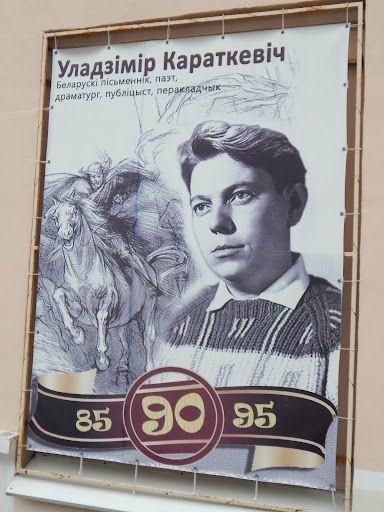 Уладзімір Караткевіч
Беларускі пісьменнік, паэт,
драматург, публіцыст, перакладчык
85 90 95